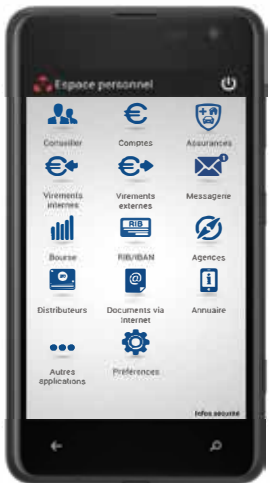 Espace personnel
Conseiller
Comptes
Assurances
Virements
internes
Virements
externes
Messagerie
1
Bourse
RIB
RIB/IBAN
Agences
Distributeurs
@
Documents via
Internet
i
Annuaire
Autres
applications
Préférences
Infos sécurité